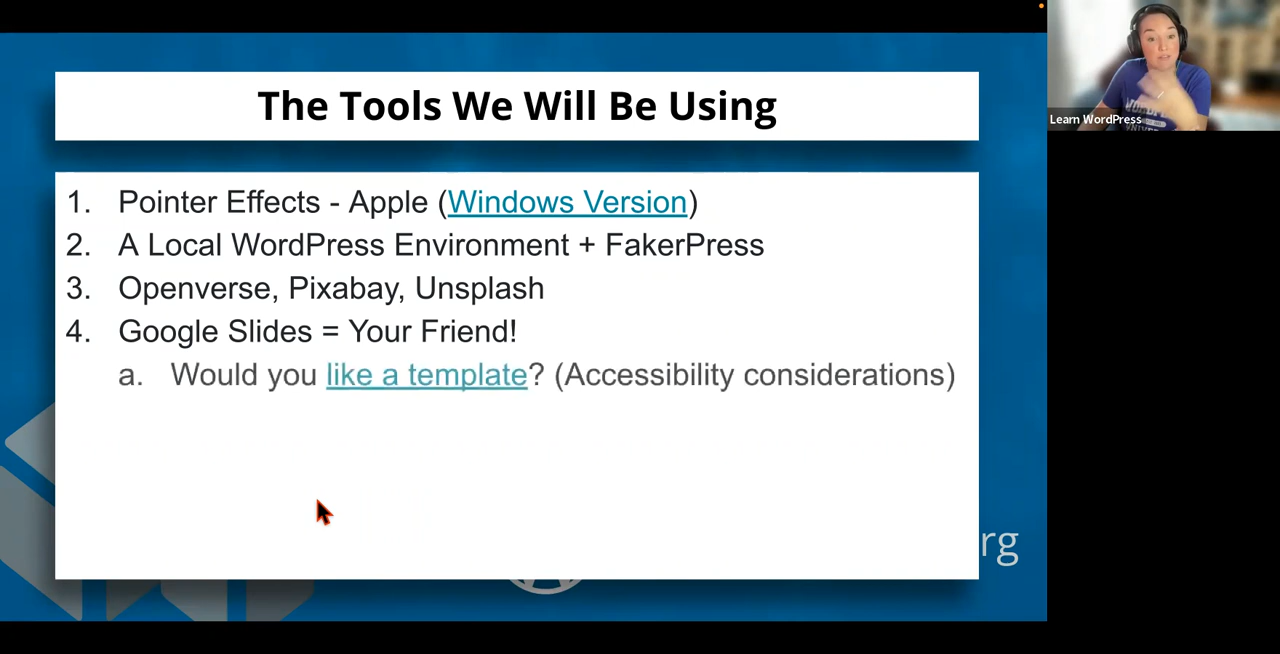 The Tools We Will Be Using
1. Pointer Effects - Apple (Windows Version)
2. A Local WordPress Environment + FakerPress
3. Openverse, Pixabay, Unsplash
4. Google Slides = Your Friend!
a. Would you like a template? (Accessibility considerations)
rg
Learn WordPress